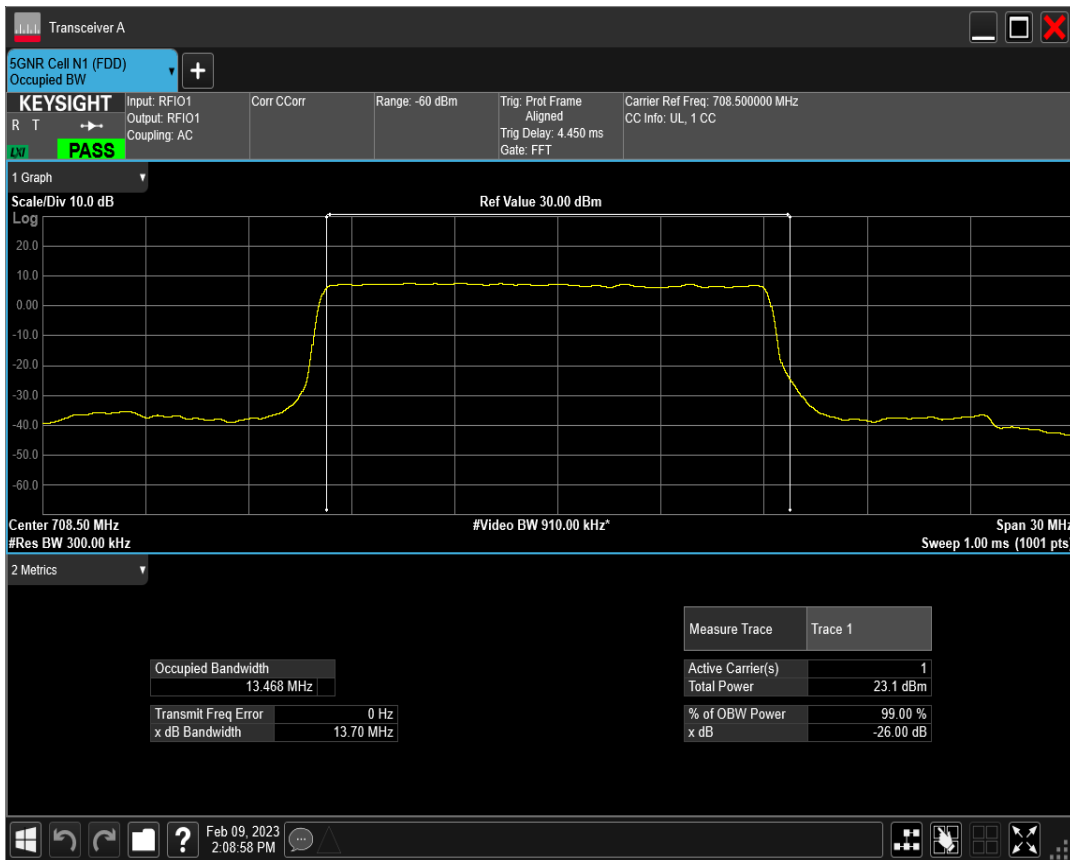 Transceiver A
5GNR Cell N1 (FDD)
Occupied BW
+
KEYSIGHT
R T
LXI
PASS
Input: RFIO1
Output: RFIO1
Coupling: AC
Corr CCorr
Range: -60 dBm
Trig: Prot Frame
Aligned
Trig Delay: 4.450 ms
Gate: FFT
Carrier Ref Freq: 708.500000 MHz
CC Info: UL, 1 CC
1 Graph
Scale/Div 10.0 dB
Ref Value 30.00 dBm
Log
20.0
10.0
0.00
-10.0
-20.0
-30.0
-40.0
-50.0
-60.0
Center 708.50 MHz
#Video BW 910.00 kHz*
Span 30 MHz
#Res BW 300.00 kHz
Sweep 1.00 ms (1001 pts)
2 Metrics
Measure Trace Trace 1
Occupied Bandwidth
13.468 MHz
Active Carrier(s) 1
Total Power 23.1 dBm
Transmit Freq Error 0 Hz
x dB Bandwidth 13.70 MHz
% of OBW Power 99.00 %
x dB -26.00 dB
?
Feb 09, 2023
2:08:58 PM